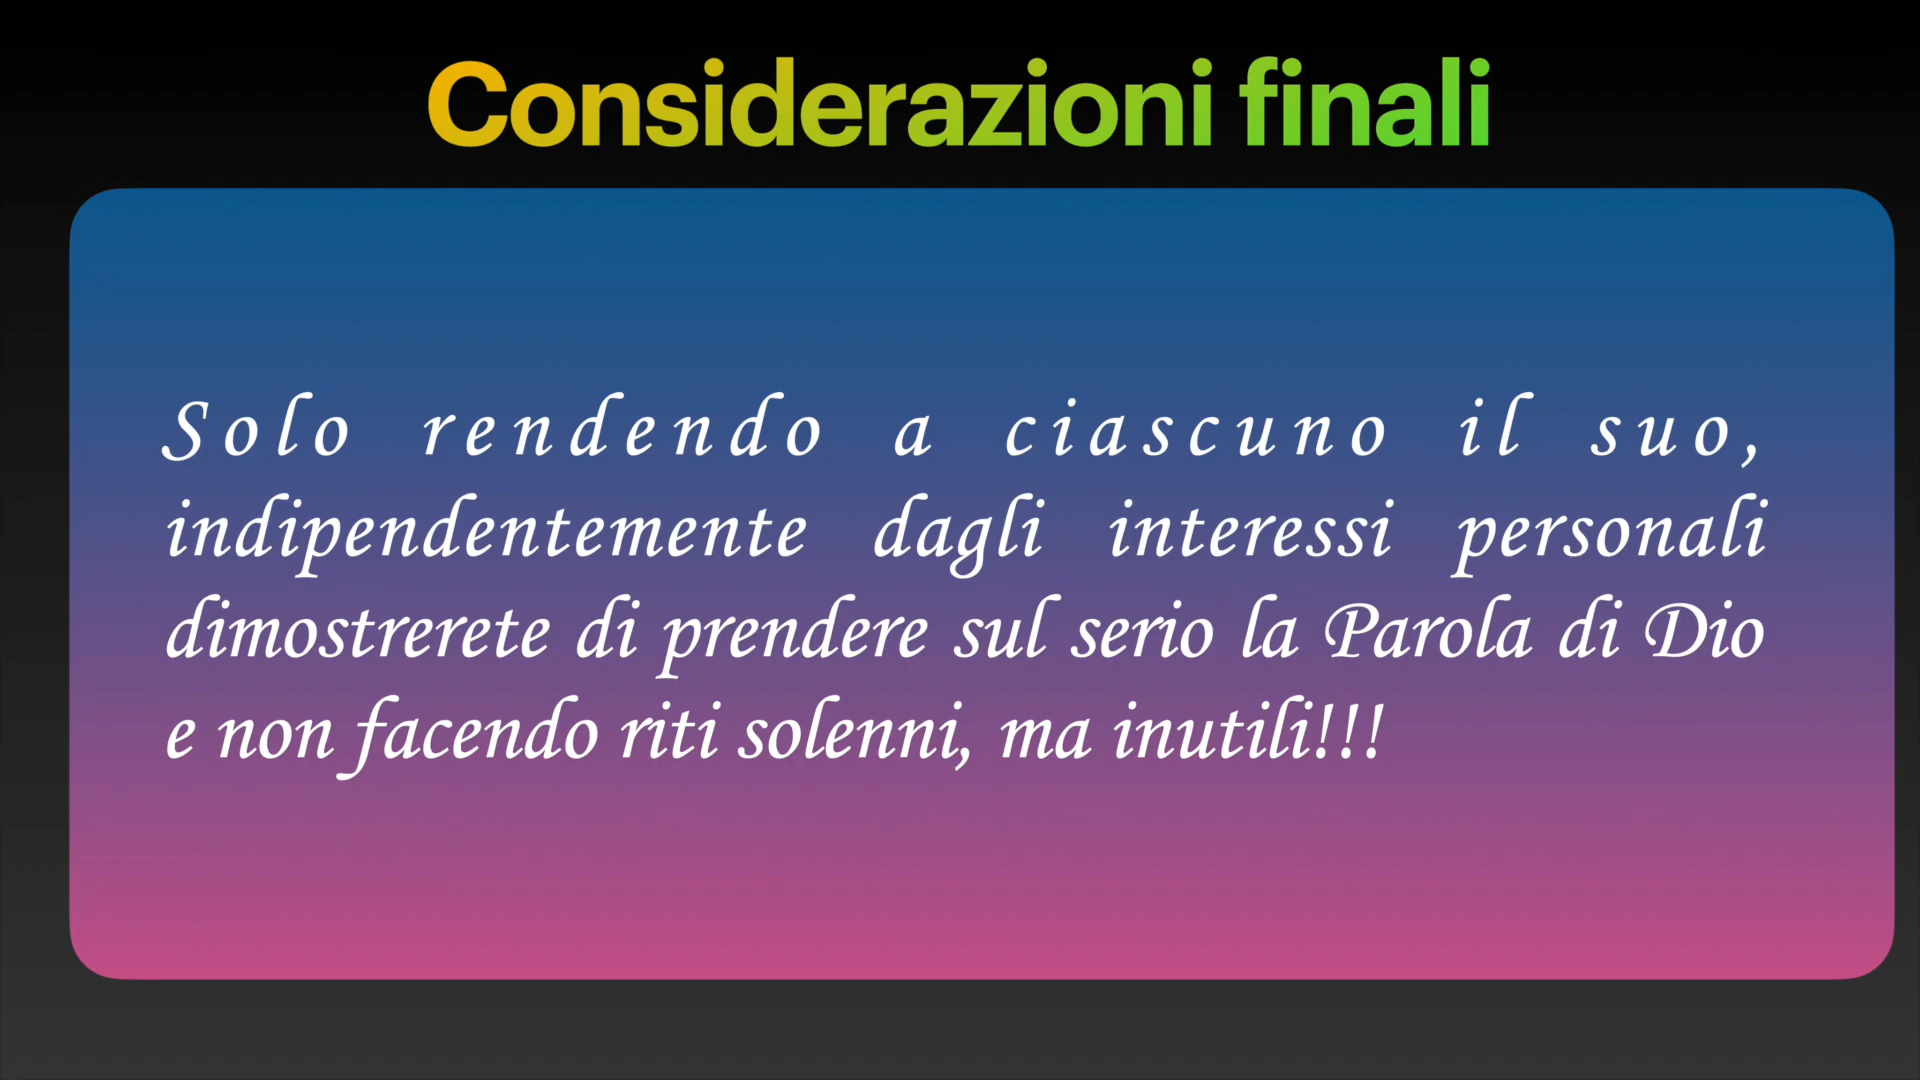 Considerazioni finali
Solo rendendo a ciascuno il suo,
indipendentemente dagli interessi personali
dimostrerete di prendere sul serio la Parola di Dio
e non facendo riti solenni, ma inutili!!!